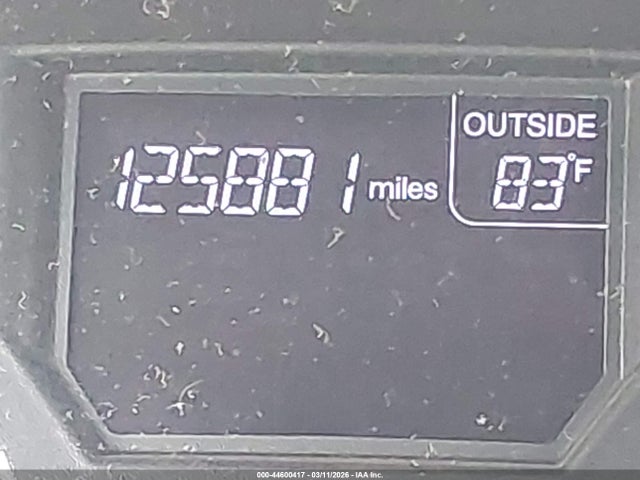 OUTSIDE
125881 miles 83°F
000-44600417 - 03/11/2026 - IAA Inc.